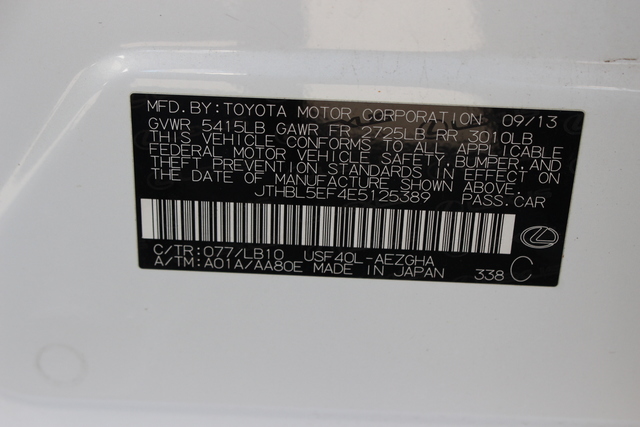 MFD. BY: TOYOTA MOTOR CORPORATION 09/13
GVWR 5415LB GAWR FR 2725LB RR 3010LB
THIS VEHICLE CONFORMS TO ALL APPLICABLE
FEDERAL MOTOR VEHICLE SAFETY, BUMPER, AND
THEFT PREVENTION STANDARDS IN EFFECT ON
THE DATE OF MANUFACTURE SHOWN ABOVE.
JTHBL5EF4E5125389 PASS.CAR
C/TR: 077/LB10 USF40L-AEZGHA
A/TM: A01A/AA80E MADE IN JAPAN 338 C